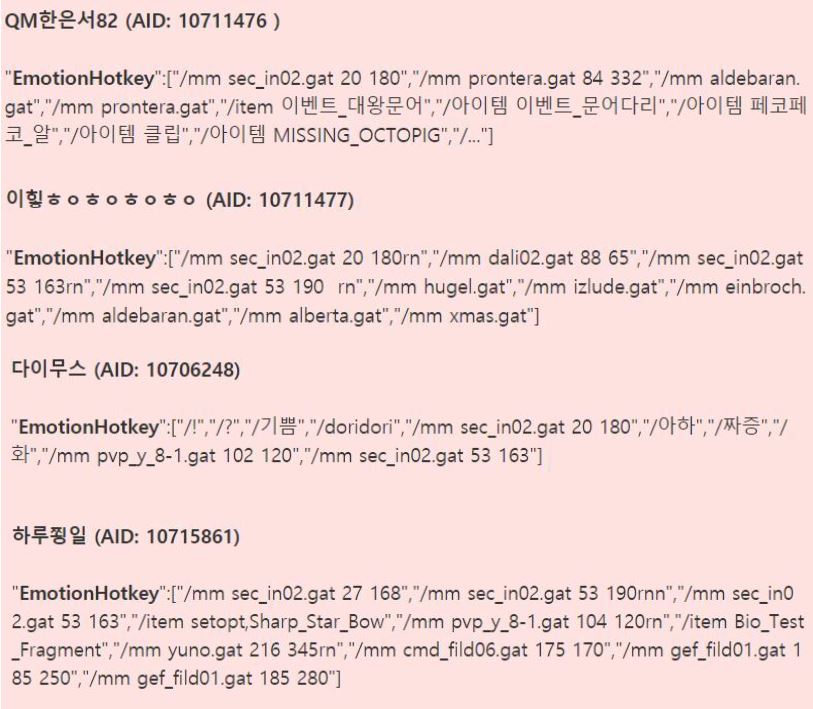 QM한은서82 (AID: 10711476 )
"EmotionHotkey":["/mm sec_in02.gat 20 180","/mm prontera.gat 84 332","/mm aldebaran.
gat","/mm prontera.gat","/item 이벤트_대왕문어","/아이템 이벤트_문어다리","/아이템 페코페
코_알","/아이템 클립","/아이템 MISSING_OCTOPIG","/..."]
이힣ㅎㅇㅎㅇㅎㅇㅎㅇ (AID: 10711477)
"EmotionHotkey":["/mm sec_in02.gat 20 180rn","/mm dali02.gat 88 65","/mm sec_in02.gat
53 163rn","/mm sec_in02.gat 53 190  rn","/mm hugel.gat","/mm izlude.gat","/mm einbroch.
gat","/mm aldebaran.gat","/mm alberta.gat","/mm xmas.gat"]
다이무스 (AID: 10706248)
"EmotionHotkey":["/!","/?","/기쁨","/doridori","/mm sec_in02.gat 20 180","/아하","/짜증","/
화","/mm pvp_y_8-1.gat 102 120","/mm sec_in02.gat 53 163"]
하루쬥일 (AID: 10715861)
"EmotionHotkey":["/mm sec_in02.gat 27 168","/mm sec_in02.gat 53 190rnn","/mm sec_in0
2.gat 53 163","/item setopt,Sharp_Star_Bow","/mm pvp_y_8-1.gat 104 120rn","/item Bio_Test
_Fragment","/mm yuno.gat 216 345rn","/mm cmd_fild06.gat 175 170","/mm gef_fild01.gat 1
85 250","/mm gef_fild01.gat 185 280"]